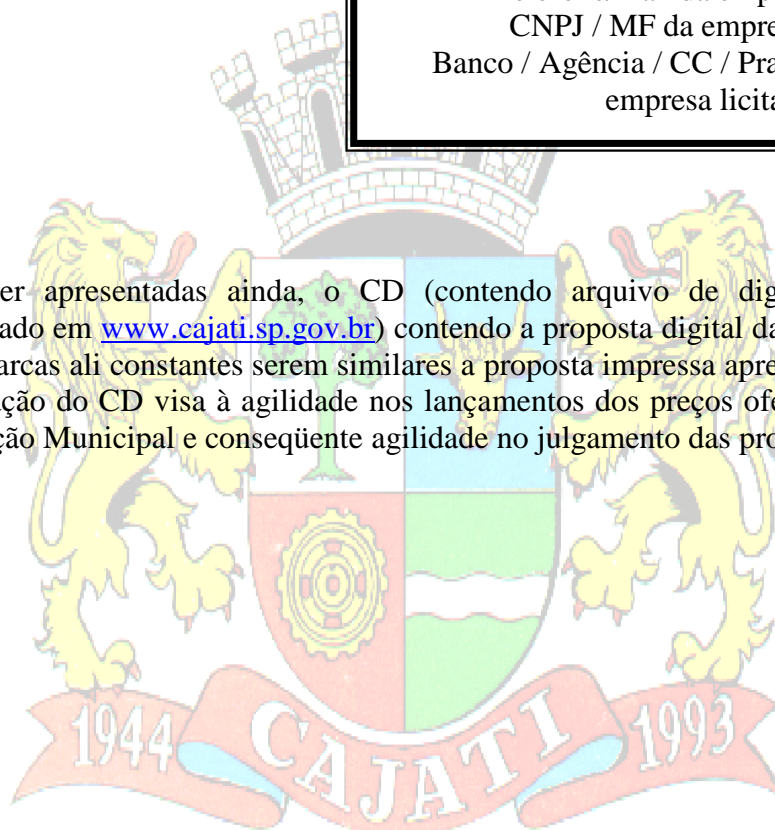 CNPJ / MF da empre
Banco / Agência / CC / Pra
empresa licita
er apresentadas ainda, o CD (contendo arquivo de dig
ado em www.cajati.sp.gov.br) contendo a proposta digital da
arcas ali constantes serem similares a proposta impressa apre
ação do CD visa à agilidade nos lançamentos dos preços ofe
ção Municipal e conseqüente agilidade no julgamento das pro
1944 CAJATI 1993